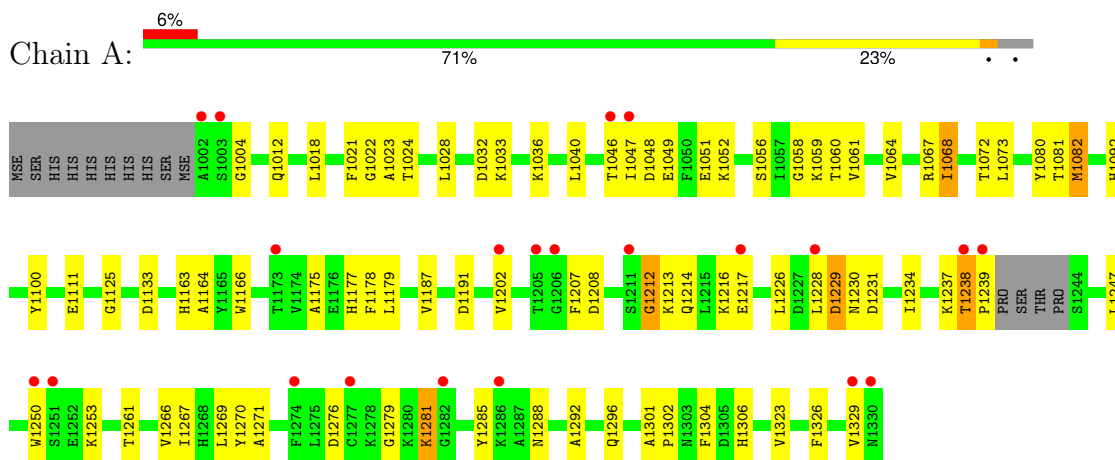 6%
Chain A:
71% 23% • •
MSE SER HIS HIS HIS HIS HIS HIS SER MSE A1002 S1003 G1004 Q1012 L1018 F1021 G1022 A1023 T1024 L1028 D1032 K1033 K1036 L1040 T1046 I1047 D1048 E1049 F1050 E1051 K1052 S1056 I1057 G1058 K1059 T1060 V1061 V1064 R1067 I1068 T1072 L1073 Y1080 T1081 M1082
Y1100 E1111 G1125 D1133 H1163 A1164 Y1165 W1166 T1173 V1174 A1175 E1176 H1177 F1178 L1179 V1187 D1191 V1202 T1205 G1206 F1207 D1208 S1211 G1212 K1213 Q1214 L1215 K1216 E1217 L1226 D1227 L1228 D1229 N1230 D1231 I1234 K1237 T1238 P1239 PRO SER THR PRO S1244 L1247
W1250 S1251 E1252 K1253 T1261 V1266 I1267 H1268 L1269 Y1270 A1271 F1274 L1275 D1276 C1277 K1278 G1279 K1280 K1281 G1282 Y1285 K1286 A1287 N1288 A1292 Q1296 A1301 P1302 N1303 F1304 D1305 H1306 V1323 F1326 V1329 N1330